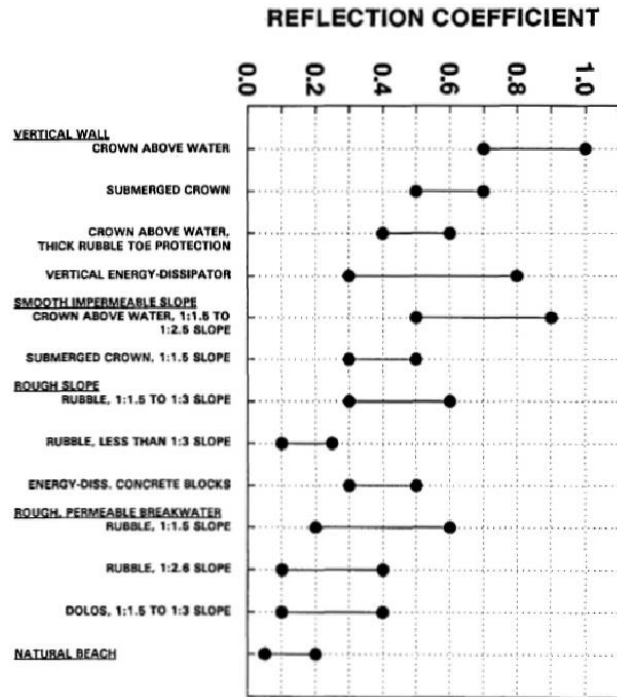 REFLECTION COEFFICIENT
0.0 0.2 0.4 0.6 0.8 1.0
VERTICAL WALL
CROWN ABOVE WATER
SUBMERGED CROWN
CROWN ABOVE WATER,
THICK RUBBLE TOE PROTECTION
VERTICAL ENERGY-DISSIPATOR
SMOOTH IMPERMEABLE SLOPE
CROWN ABOVE WATER, 1:1.5 TO
1:2.5 SLOPE
SUBMERGED CROWN, 1:1.5 SLOPE
ROUGH SLOPE
RUBBLE, 1:1.5 TO 1:3 SLOPE
RUBBLE, LESS THAN 1:3 SLOPE
ENERGY-DISS. CONCRETE BLOCKS
ROUGH, PERMEABLE BREAKWATER
RUBBLE, 1:1.5 SLOPE
RUBBLE, 1:2.6 SLOPE
DOLOS, 1:1.5 TO 1:3 SLOPE
NATURAL BEACH